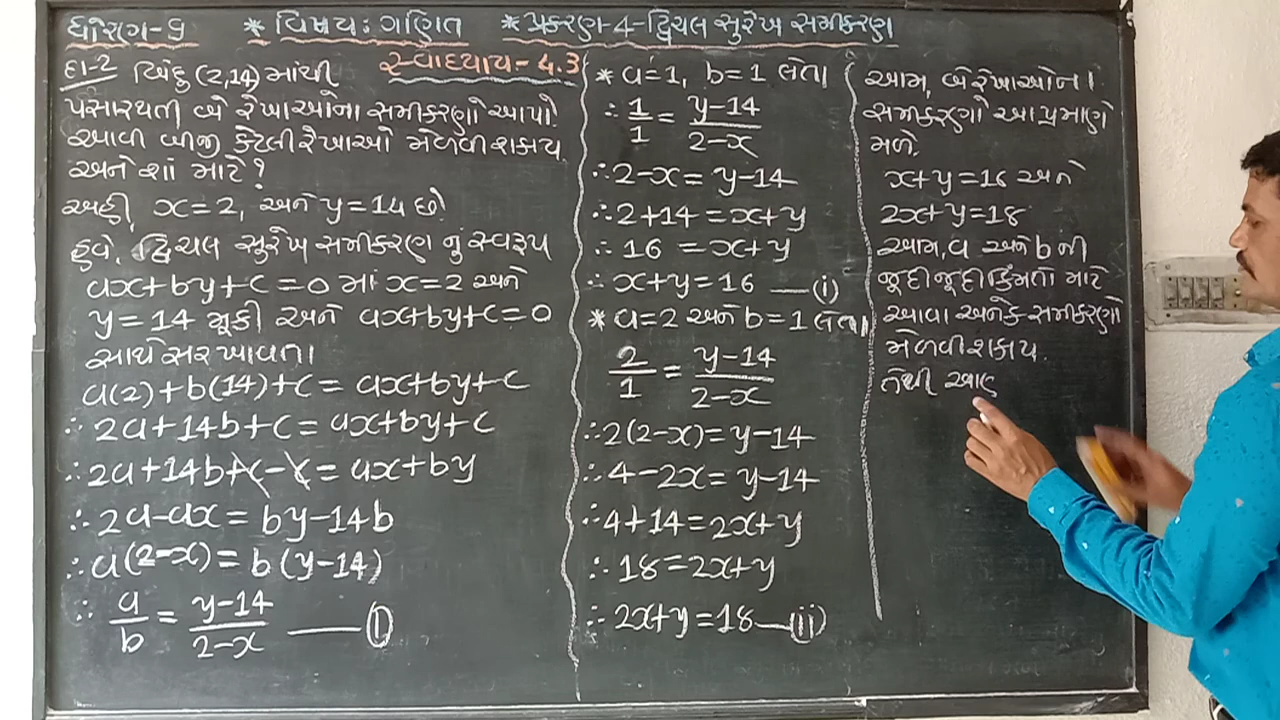 ધોરણ-9 * વિષય: ગણિત * પ્રકરણ-4-દ્વિચલ સુરેખ સમીકરણ
સ્વાધ્યાય-4.3
દા-2 બિંદુ (2,14) માંથી
પસારથતી બે રેખાઓના સમીકરણો આપો.
આવી બીજી કેટલી રેખાઓ મેળવી શકાય
અને શા માટે?
અહીં x=2, અને y=14 છે.
હવે, દ્વિચલ સુરેખ સમીકરણ નું સ્વરૂપ
ax+by+c=0 માં x=2 અને
y=14 મૂકી અને ax+by+c=0
સાથે સરખાવતા
a(2)+b(14)+c=ax+by+c
∴ 2a+14b+c=ax+by+c
∴ 2a+14b+c-c=ax+by
∴ 2a-ax=by-14b
∴ a(2-x)=b(y-14)
∴ a/b = y-14/2-x —(1)
* a=1, b=1 લેતા
∴ 1/1 = y-14/2-x
∴ 2-x=y-14
∴ 2+14=x+y
∴ 16=x+y
∴ x+y=16 —(i)
* a=2 અને b=1 લેતા
2/1 = y-14/2-x
∴ 2(2-x)=y-14
∴ 4-2x=y-14
∴ 4+14=2x+y
∴ 18=2x+y
∴ 2x+y=18—(ii)
આમ, બે રેખાઓના
સમીકરણો આ પ્રમાણે
મળે.
x+y=16 અને
2x+y=18
આમ, a અને b ની
જૂદી જૂદી કિંમતો માટે
આવા અનેક સમીકરણો
મેળવી શકાય.
તેથી આપ